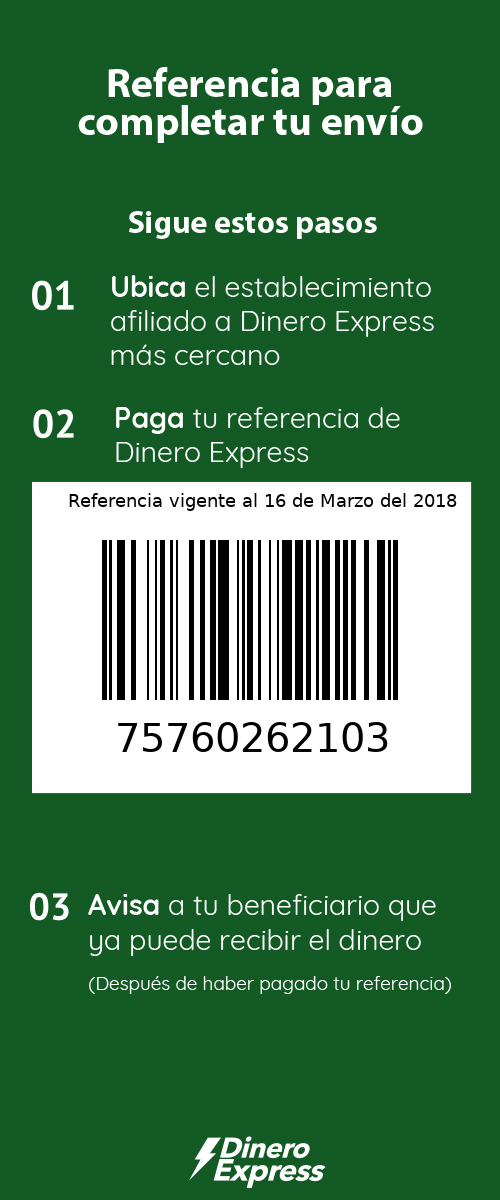 Referencia para
completar tu envío
Sigue estos pasos
01 Ubica el establecimiento
afiliado a Dinero Express
más cercano
02 Paga tu referencia de
Dinero Express
Referencia vigente al 16 de Marzo del 2018
75760262103
03 Avisa a tu beneficiario que
ya puede recibir el dinero
(Después de haber pagado tu referencia)
Dinero
Express